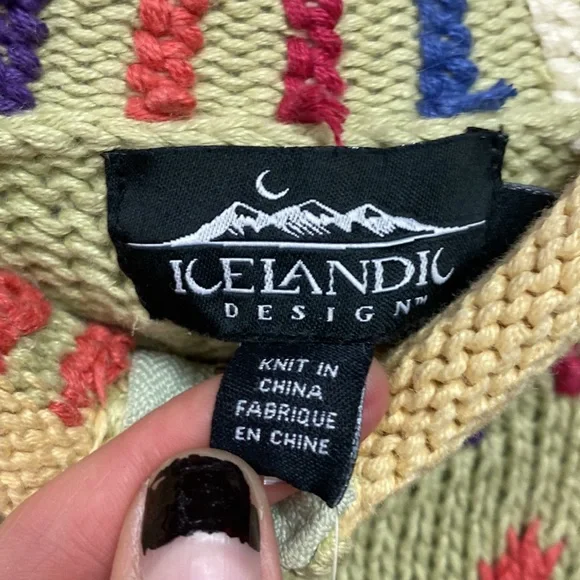 ICELANDIC
DESIGN™
KNIT IN
CHINA
FABRIQUE
EN CHINE